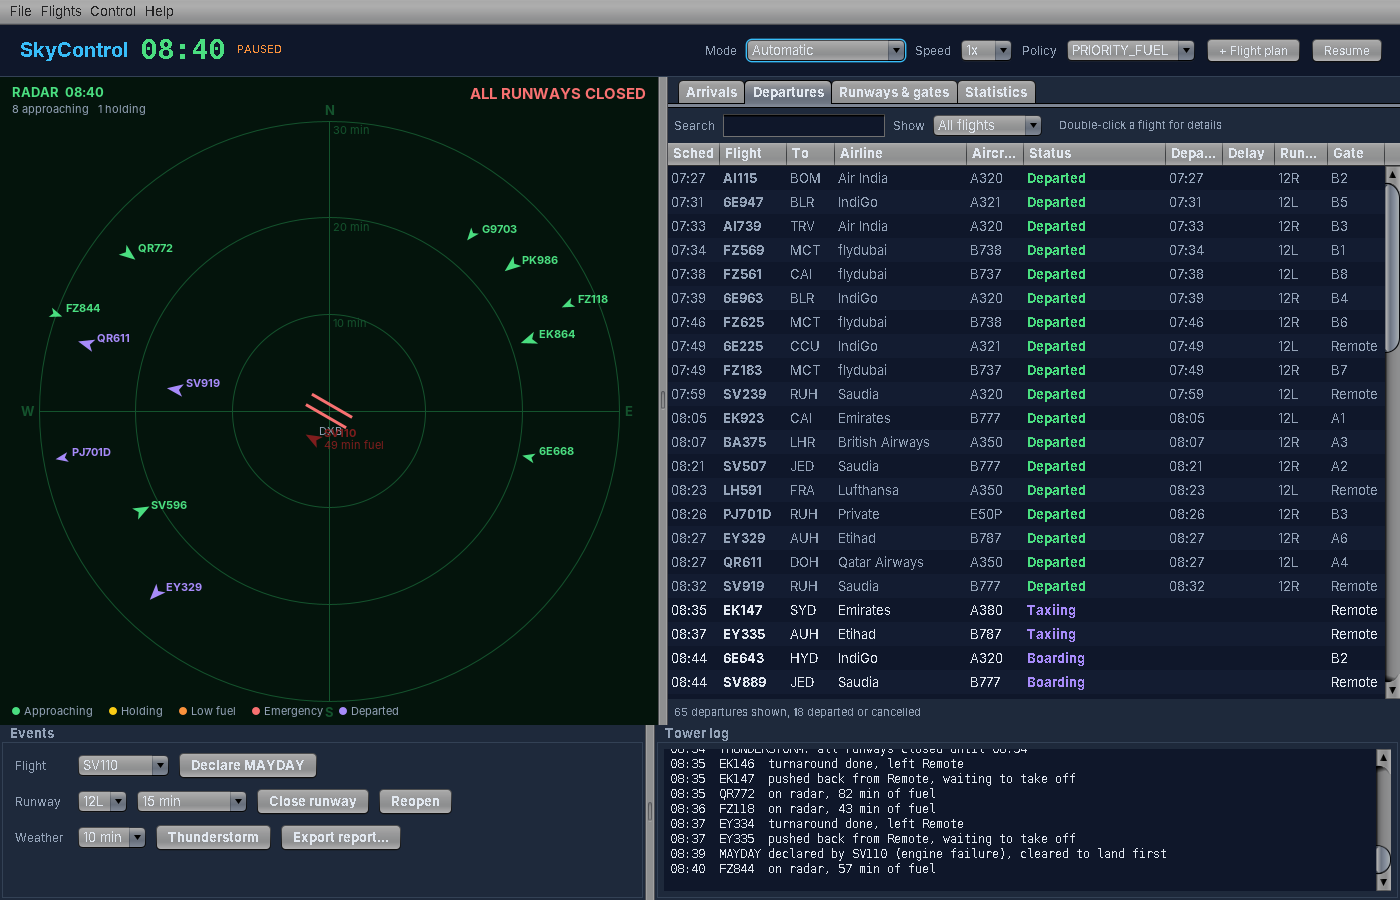 File Flights Control Help
SkyControl 08:40 PAUSED
Mode Automatic Speed 1x Policy PRIORITY_FUEL + Flight plan Resume
RADAR 08:40
8 approaching 1 holding
ALL RUNWAYS CLOSED
N
30 min
20 min
10 min
W
E
S
G9703
QR772
PK986
FZ118
FZ844
EK864
QR611
SV919
DXB
49 min fuel
PJ701D
6E668
SV596
EY329
Approaching Holding Low fuel Emergency Departed
Arrivals Departures Runways & gates Statistics
Search Show All flights Double-click a flight for details
Sched Flight To Airline Aircr... Status Depa... Delay Run... Gate
07:27 AI115 BOM Air India A320 Departed 07:27 12R B2
07:31 6E947 BLR IndiGo A321 Departed 07:31 12L B5
07:33 AI739 TRV Air India A320 Departed 07:33 12R B3
07:34 FZ569 MCT flydubai B738 Departed 07:34 12L B1
07:38 FZ561 CAI flydubai B737 Departed 07:38 12L B8
07:39 6E963 BLR IndiGo A320 Departed 07:39 12R B4
07:46 FZ625 MCT flydubai B738 Departed 07:46 12R B6
07:49 6E225 CCU IndiGo A321 Departed 07:49 12L Remote
07:49 FZ183 MCT flydubai B737 Departed 07:49 12R B7
07:59 SV239 RUH Saudia A320 Departed 07:59 12L Remote
08:05 EK923 CAI Emirates B777 Departed 08:05 12L A1
08:07 BA375 LHR British Airways A350 Departed 08:07 12R A3
08:21 SV507 JED Saudia B777 Departed 08:21 12R A2
08:23 LH591 FRA Lufthansa A350 Departed 08:23 12L Remote
08:26 PJ701D RUH Private E50P Departed 08:26 12R B3
08:27 EY329 AUH Etihad B787 Departed 08:27 12R A6
08:27 QR611 DOH Qatar Airways A350 Departed 08:27 12L A4
08:32 SV919 RUH Saudia B777 Departed 08:32 12R Remote
08:35 EK147 SYD Emirates A380 Taxiing Remote
08:37 EY335 AUH Etihad B787 Taxiing Remote
08:44 6E643 HYD IndiGo A320 Boarding B2
08:44 SV889 JED Saudia B777 Boarding Remote
65 departures shown, 18 departed or cancelled
Events
Flight SV110 Declare MAYDAY
Runway 12L 15 min Close runway Reopen
Weather 10 min Thunderstorm Export report...
Tower log
08:34 THUNDERSTORM: all runways closed until 08:54
08:35 EK146 turnaround done, left Remote
08:35 EK147 pushed back from Remote, waiting to take off
08:35 QR772 on radar, 82 min of fuel
08:36 FZ118 on radar, 43 min of fuel
08:37 EY334 turnaround done, left Remote
08:37 EY335 pushed back from Remote, waiting to take off
08:39 MAYDAY declared by SV110 (engine failure), cleared to land first
08:40 FZ844 on radar, 57 min of fuel